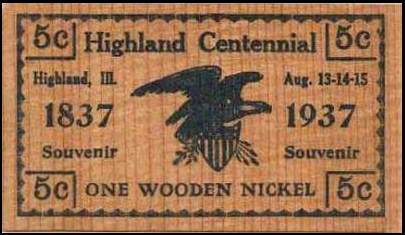 5c Highland Centennial 5c
Highland, Ill. Aug. 13-14-15
1837 1937
Souvenir Souvenir
5c ONE WOODEN NICKEL 5c